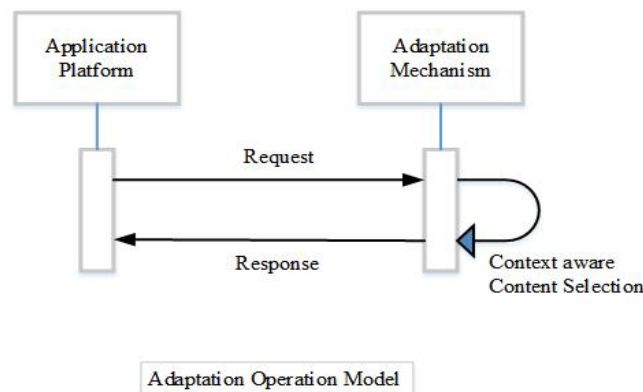 Application
Platform
Adaptation
Mechanism
Request
Response
Context aware
Content Selection
Adaptation Operation Model